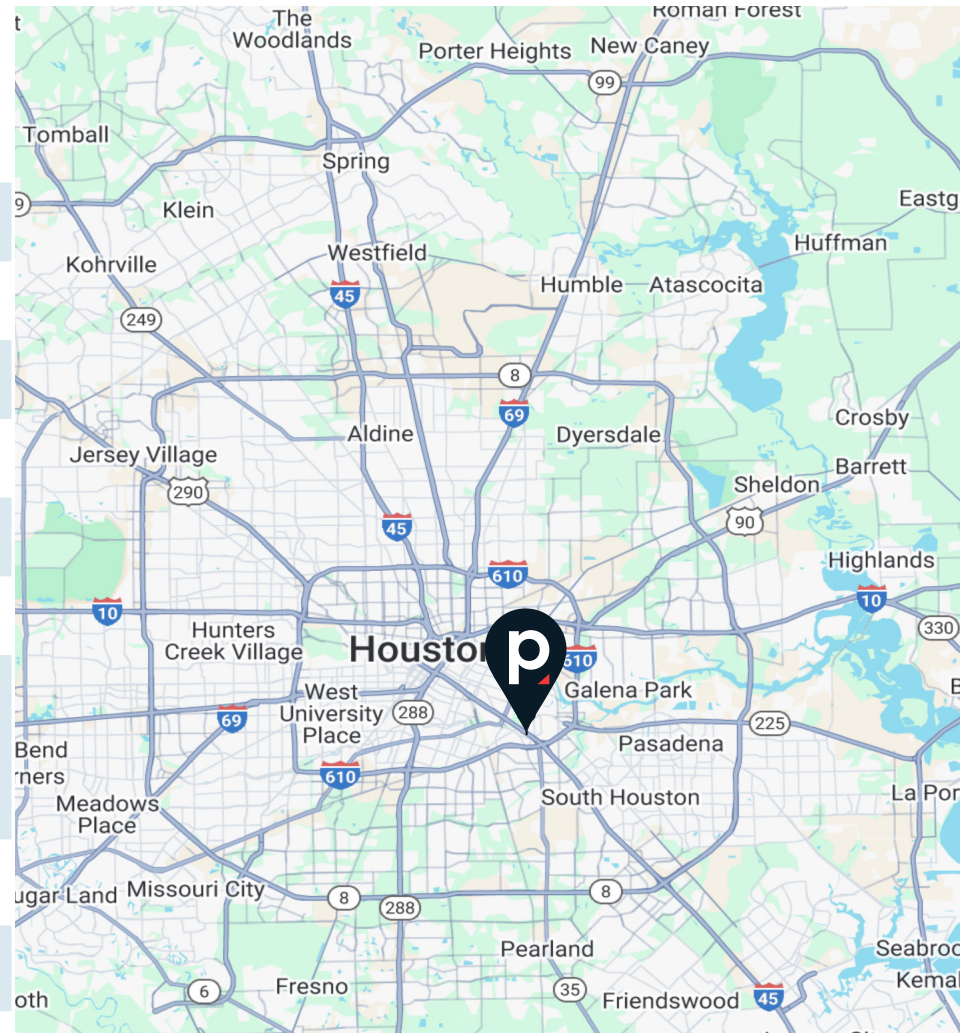 t
The
Woodlands
Roman Forest
Porter Heights
New Caney
99
Tomball
Spring
9
Klein
Eastg
Westfield
Huffman
Kohrville
45
Humble
Atascocita
249
8
69
Aldine
Dyersdale
Crosby
Jersey Village
Barrett
290
Sheldon
45
90
610
Highlands
10
10
Hunters
Creek Village
330
Houston
p
610
West
University
Place
Galena Park
B
288
69
225
Bend
rners
Pasadena
610
Meadows
Place
South Houston
La Por
ugar Land
Missouri City
8
8
288
Pearland
Seabroo
Kemal
6
Fresno
35
Friendswood
45
oth